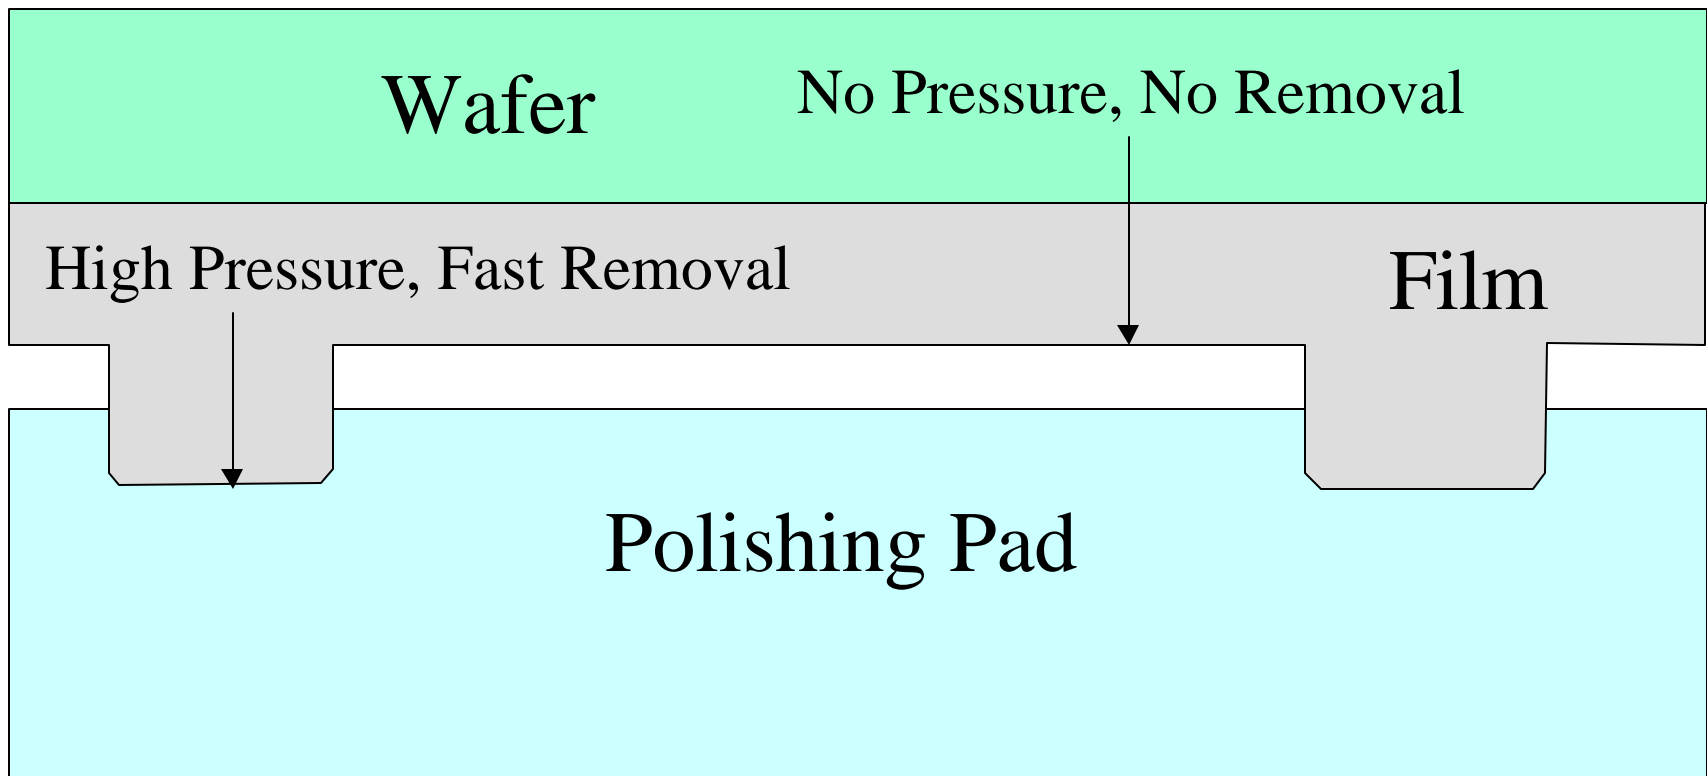 Wafer
No Pressure, No Removal
High Pressure, Fast Removal
Film
Polishing Pad